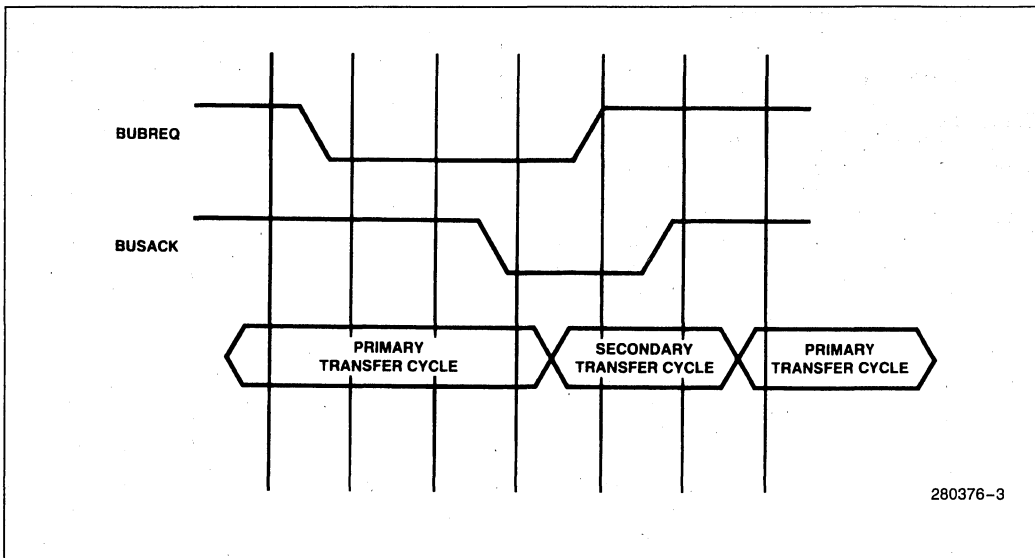 BUBREQ
BUSACK
PRIMARY
TRANSFER CYCLE
SECONDARY
TRANSFER CYCLE
PRIMARY
TRANSFER CYCLE
280376-3